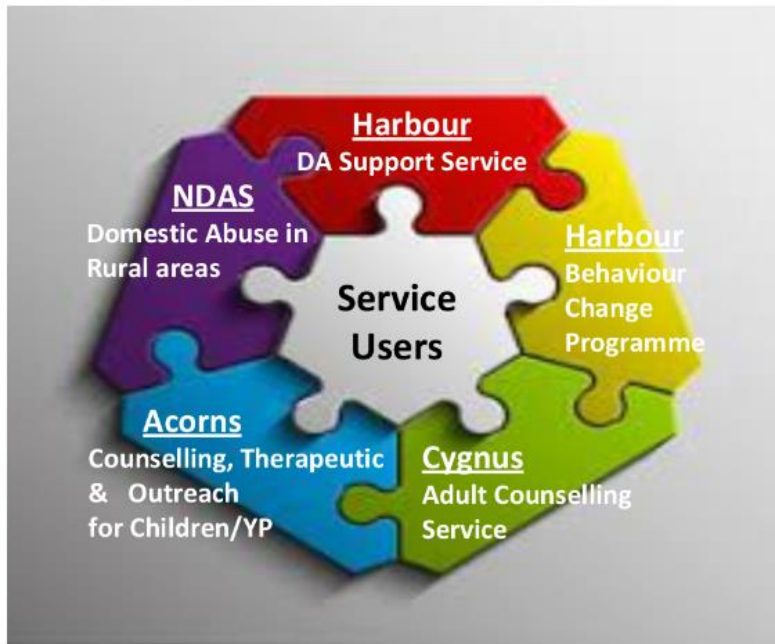 Harbour
DA Support Service
NDAS
Domestic Abuse in
Rural areas
Harbour
Behaviour
Change
Programme
Service
Users
Acorns
Counselling, Therapeutic
& Outreach
for Children/YP
Cygnus
Adult Counselling
Service